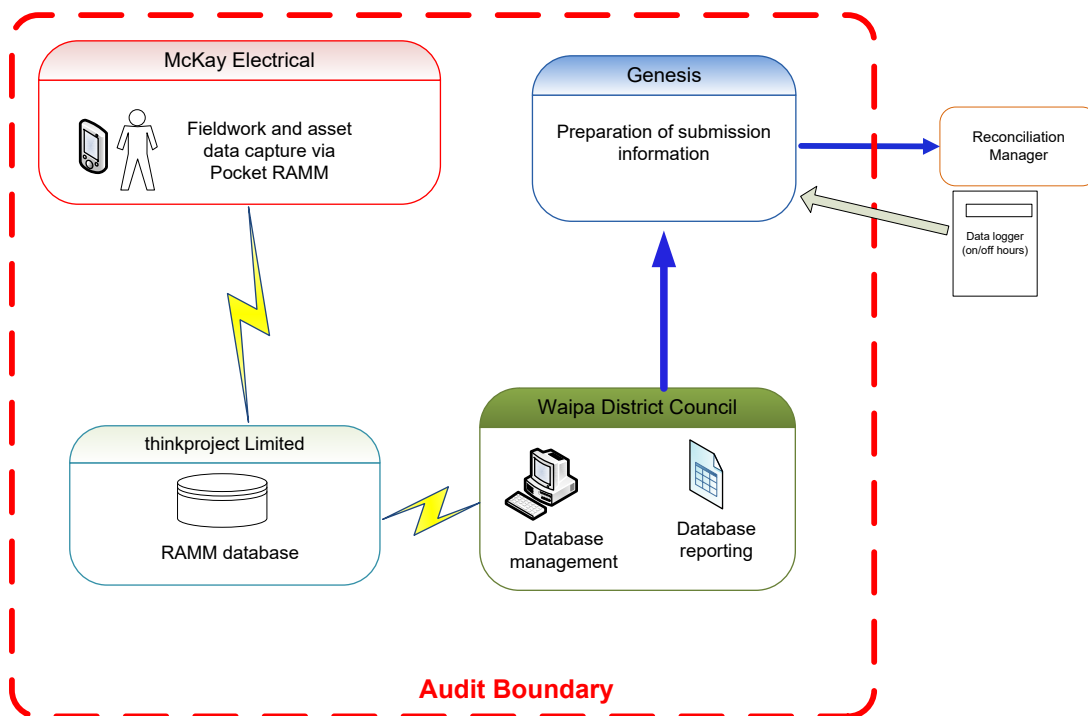 McKay Electrical
Fieldwork and asset
data capture via
Pocket RAMM
Genesis
Preparation of submission
information
Reconciliation
Manager
Data logger
(on/off hours)
thinkproject Limited
RAMM database
Waipa District Council
Database
management
Database
reporting
Audit Boundary